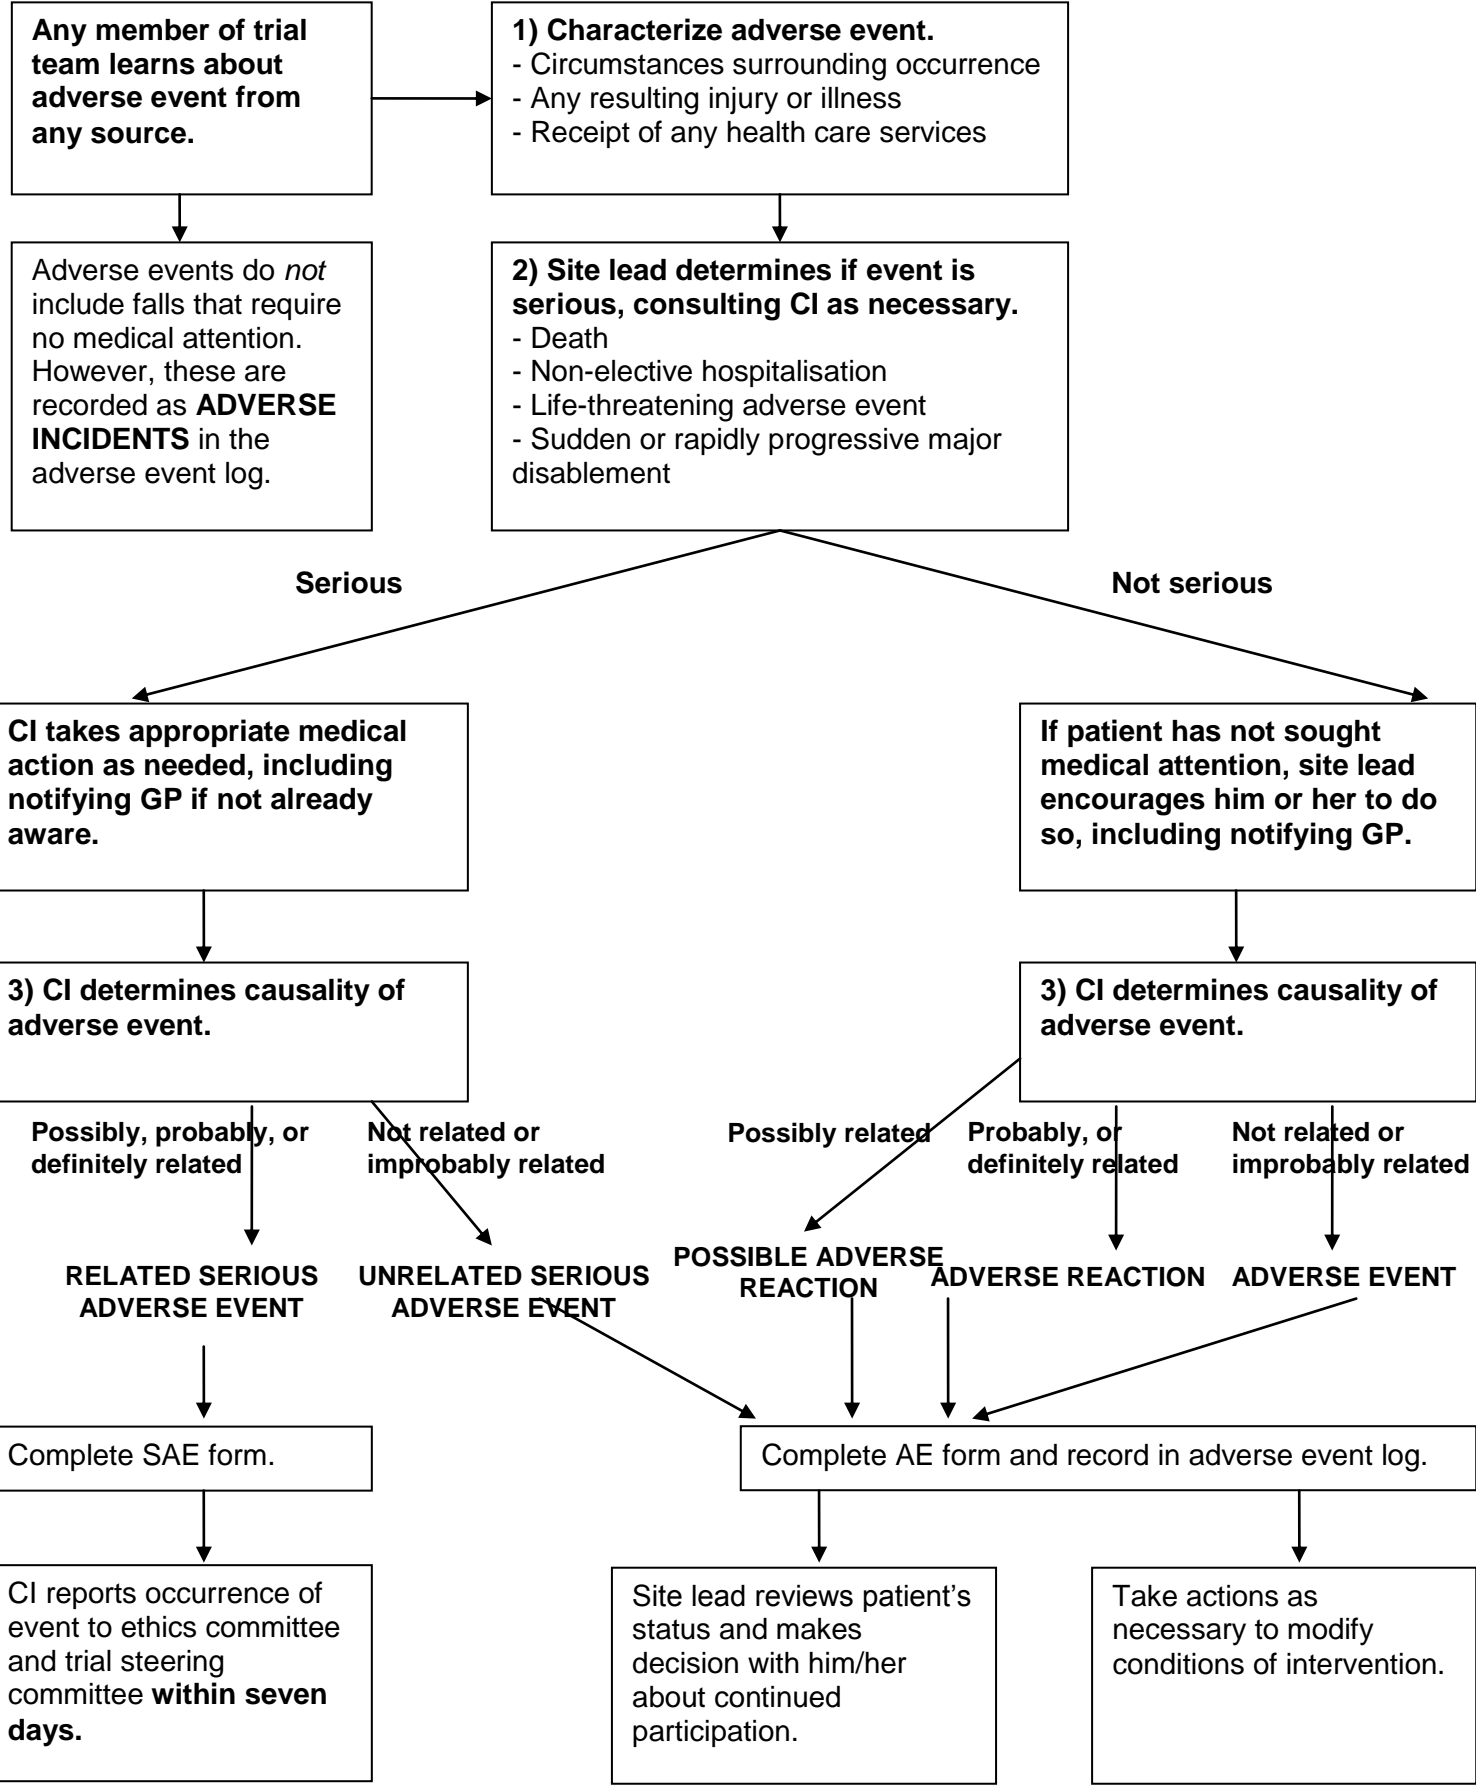 Any member of trial
team learns about
adverse event from
any source.
1) Characterize adverse event.
- Circumstances surrounding occurrence
- Any resulting injury or illness
- Receipt of any health care services
Adverse events do not
include falls that require
no medical attention.
However, these are
recorded as ADVERSE
INCIDENTS in the
adverse event log.
2) Site lead determines if event is
serious, consulting CI as necessary.
- Death
- Non-elective hospitalisation
- Life-threatening adverse event
- Sudden or rapidly progressive major
disablement
Serious
Not serious
CI takes appropriate medical
action as needed, including
notifying GP if not already
aware.
If patient has not sought
medical attention, site lead
encourages him or her to do
so, including notifying GP.
3) CI determines causality of
adverse event.
3) CI determines causality of
adverse event.
Possibly, probably, or
definitely related
Not related or
improbably related
Possibly related
Probably, or
definitely related
Not related or
improbably related
RELATED SERIOUS
ADVERSE EVENT
UNRELATED SERIOUS
ADVERSE EVENT
POSSIBLE ADVERSE
REACTION
ADVERSE REACTION
ADVERSE EVENT
Complete SAE form.
Complete AE form and record in adverse event log.
CI reports occurrence of
event to ethics committee
and trial steering
committee within seven
days.
Site lead reviews patient's
status and makes
decision with him/her
about continued
participation.
Take actions as
necessary to modify
conditions of intervention.